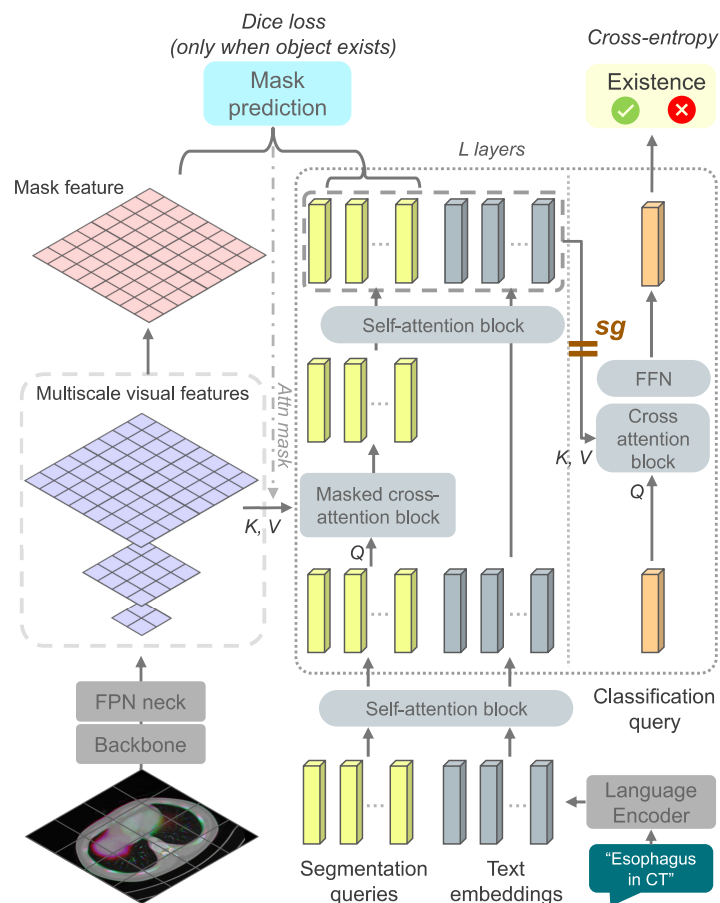 Dice loss
(only when object exists)
Mask
prediction
Cross-entropy
Existence
L layers
Mask feature
Self-attention block
sg
FFN
Multiscale visual features
Attn mask
Cross
attention
block
K, V
Masked cross-
attention block
K, V
Q
Q
FPN neck
Backbone
Self-attention block
Classification
query
Language
Encoder
"Esophagus
in CT"
Segmentation
queries
Text
embeddings